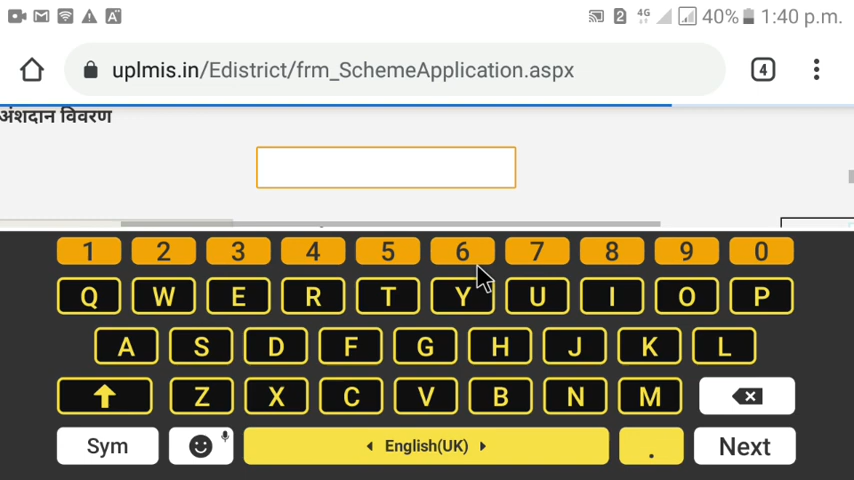 4G 40% 1:40 p.m.
uplmis.in/Edistrict/frm_SchemeApplication.aspx 4
अंशदान विवरण
1 2 3 4 5 6 7 8 9 0
Q W E R T Y U I O P
A S D F G H J K L
Z X C V B N M
Sym English(UK) . Next